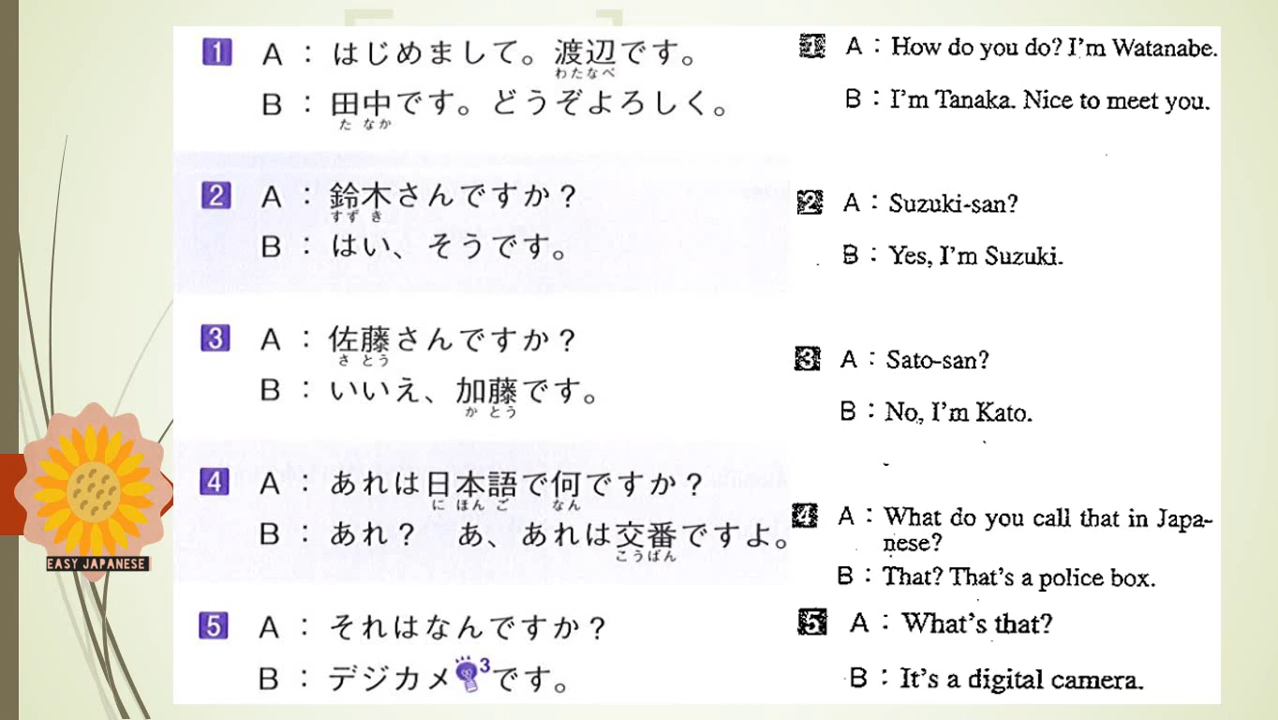 1 A：はじめまして。渡辺です。
わたなべ
B：田中です。どうぞよろしく。
た なか
2 A：鈴木さんですか？
すず き
B：はい、そうです。
3 A：佐藤さんですか？
さ とう
B：いいえ、加藤です。
か とう
4 A：あれは日本語で何ですか？
に ほん ご なん
B：あれ？ あ、あれは交番ですよ。
こうばん
5 A：それはなんですか？
B：デジカメ3です。
1 A：How do you do? I'm Watanabe.
B：I'm Tanaka. Nice to meet you.
2 A：Suzuki-san?
B：Yes, I'm Suzuki.
3 A：Sato-san?
B：No, I'm Kato.
4 A：What do you call that in Japa-
nese?
B：That? That's a police box.
5 A：What's that?
B：It's a digital camera.
EASY JAPANESE